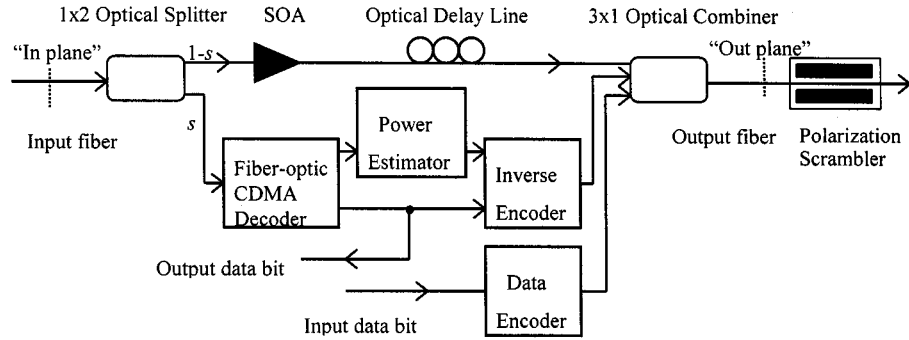 1x2 Optical Splitter
SOA
Optical Delay Line
3x1 Optical Combiner
“In plane”
1-s
“Out plane”
s
Input fiber
Power
Estimator
Output fiber
Polarization
Scrambler
Fiber-optic
CDMA
Decoder
Inverse
Encoder
Output data bit
Data
Encoder
Input data bit